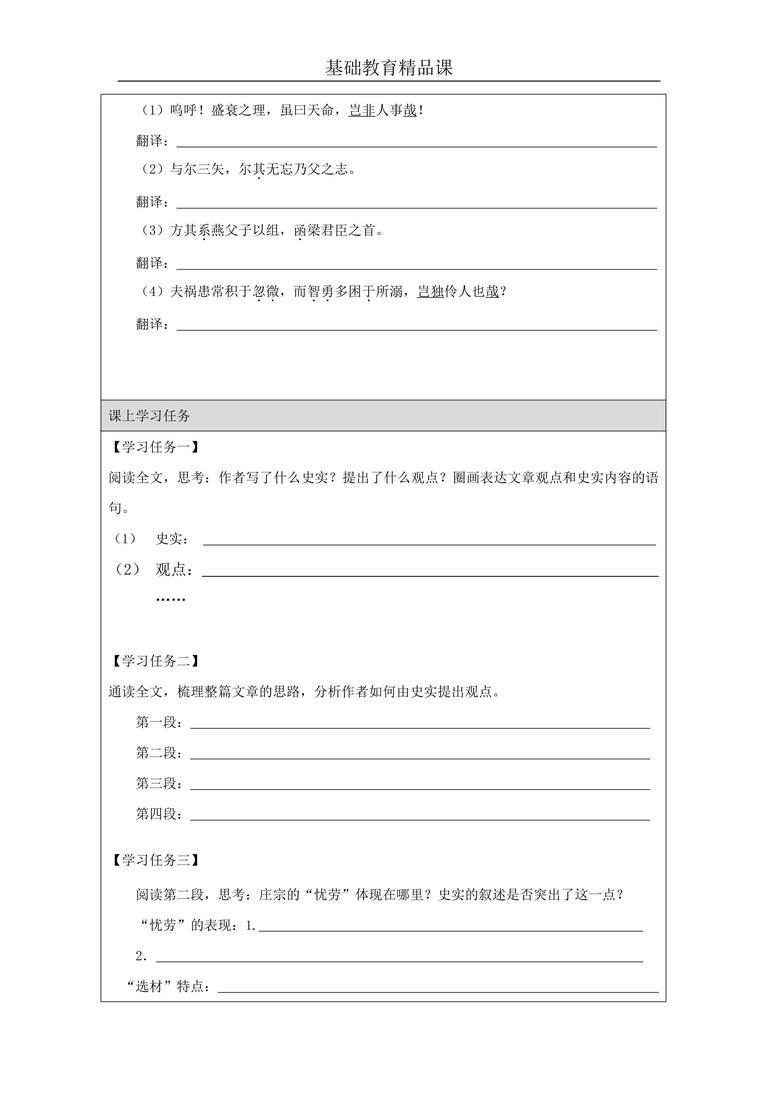 基础教育精品课
（1）呜呼！盛衰之理，虽曰天命，岂非人事哉！
翻译：
（2）与尔三矢，尔其无忘乃父之志。
翻译：
（3）方其系燕父子以组，函梁君臣之首。
翻译：
（4）夫祸患常积于忽微，而智勇多困于所溺，岂独伶人也哉？
翻译：
课上学习任务
【学习任务一】
阅读全文，思考：作者写了什么史实？提出了什么观点？圈画表达文章观点和史实内容的语
句。
（1） 史实：
（2） 观点：
……
【学习任务二】
通读全文，梳理整篇文章的思路，分析作者如何由史实提出观点。
第一段：
第二段：
第三段：
第四段：
【学习任务三】
阅读第二段，思考：庄宗的“忧劳”体现在哪里？史实的叙述是否突出了这一点？
“忧劳”的表现：1.
2.
“选材”特点：